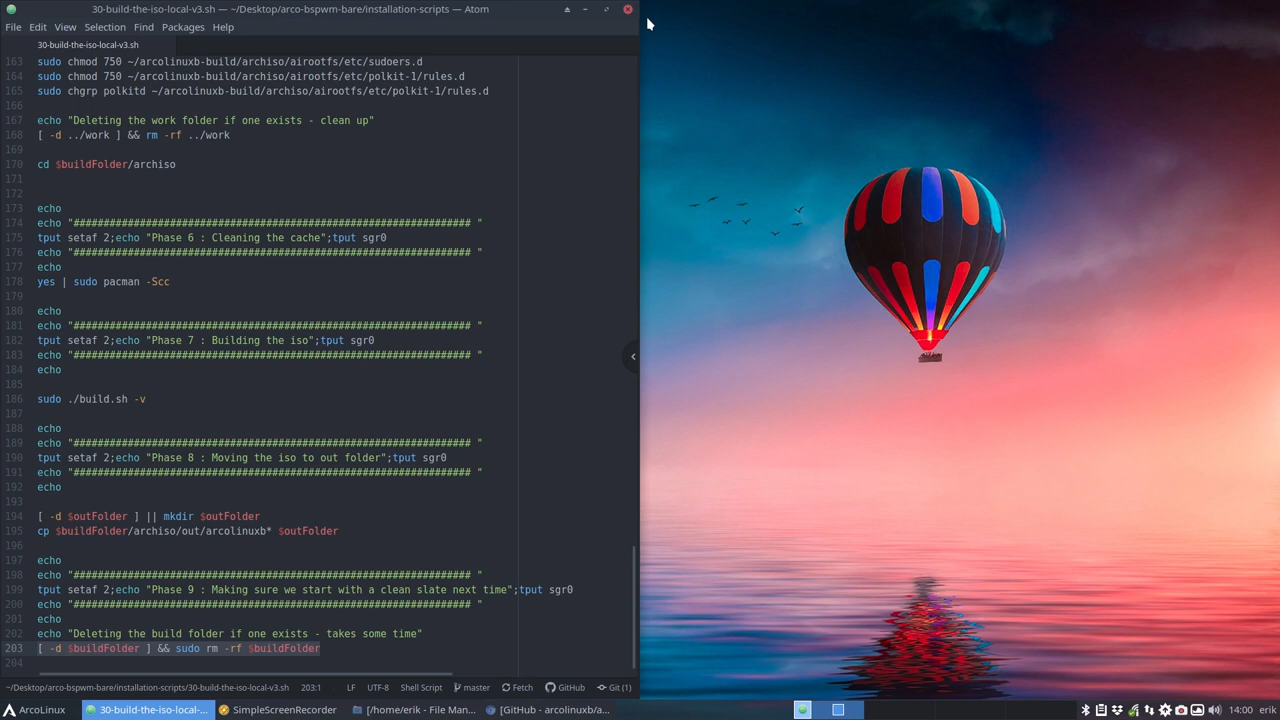 30-build-the-iso-local-v3.sh — ~/Desktop/arco-bspwm-bare/installation-scripts — Atom
File Edit View Selection Find Packages Help
30-build-the-iso-local-v3.sh
163 sudo chmod 750 ~/arcolinuxb-build/archiso/airootfs/etc/sudoers.d
164 sudo chmod 750 ~/arcolinuxb-build/archiso/airootfs/etc/polkit-1/rules.d
165 sudo chgrp polkitd ~/arcolinuxb-build/archiso/airootfs/etc/polkit-1/rules.d
166
167 echo "Deleting the work folder if one exists - clean up"
168 [ -d ../work ] && rm -rf ../work
169
170 cd $buildFolder/archiso
171
172
173 echo
174 echo "################################################################## "
175 tput setaf 2;echo "Phase 6 : Cleaning the cache";tput sgr0
176 echo "################################################################## "
177 echo
178 yes | sudo pacman -Scc
179
180 echo
181 echo "################################################################## "
182 tput setaf 2;echo "Phase 7 : Building the iso";tput sgr0
183 echo "################################################################## "
184 echo
185
186 sudo ./build.sh -v
187
188 echo
189 echo "################################################################## "
190 tput setaf 2;echo "Phase 8 : Moving the iso to out folder";tput sgr0
191 echo "################################################################## "
192 echo
193
194 [ -d $outFolder ] || mkdir $outFolder
195 cp $buildFolder/archiso/out/arcolinuxb* $outFolder
196
197 echo
198 echo "################################################################## "
199 tput setaf 2;echo "Phase 9 : Making sure we start with a clean slate next time";tput sgr0
200 echo "################################################################## "
201 echo
202 echo "Deleting the build folder if one exists - takes some time"
203 [ -d $buildFolder ] && sudo rm -rf $buildFolder
204
~/Desktop/arco-bspwm-bare/installation-scripts/30-build-the-iso-local-v3.sh 203:1 LF UTF-8 Shell Script master Fetch GitHub Git (1)
ArcoLinux 30-build-the-iso-local-... SimpleScreenRecorder [/home/erik - File Man... [GitHub - arcolinuxb/a... 14:00 erik